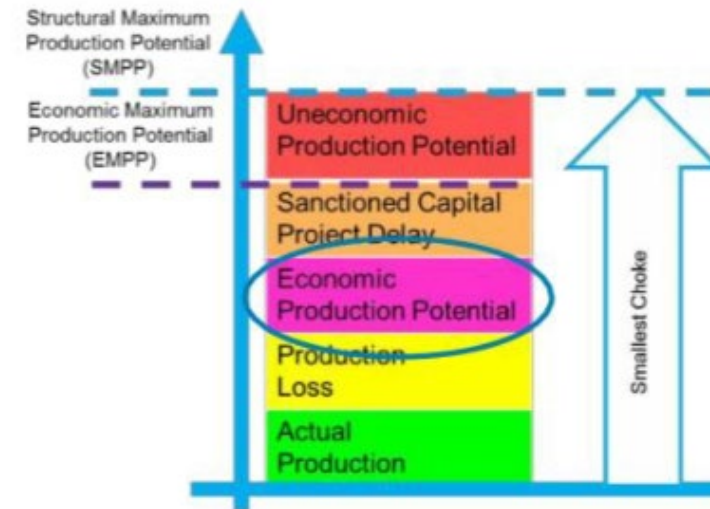 Structural Maximum
Production Potential
(SMPP)
Economic Maximum
Production Potential
(EMPP)
Uneconomic
Production Potential
Sanctioned Capital
Project Delay
Economic
Production Potential
Production
Loss
Actual
Production
Smallest Choke